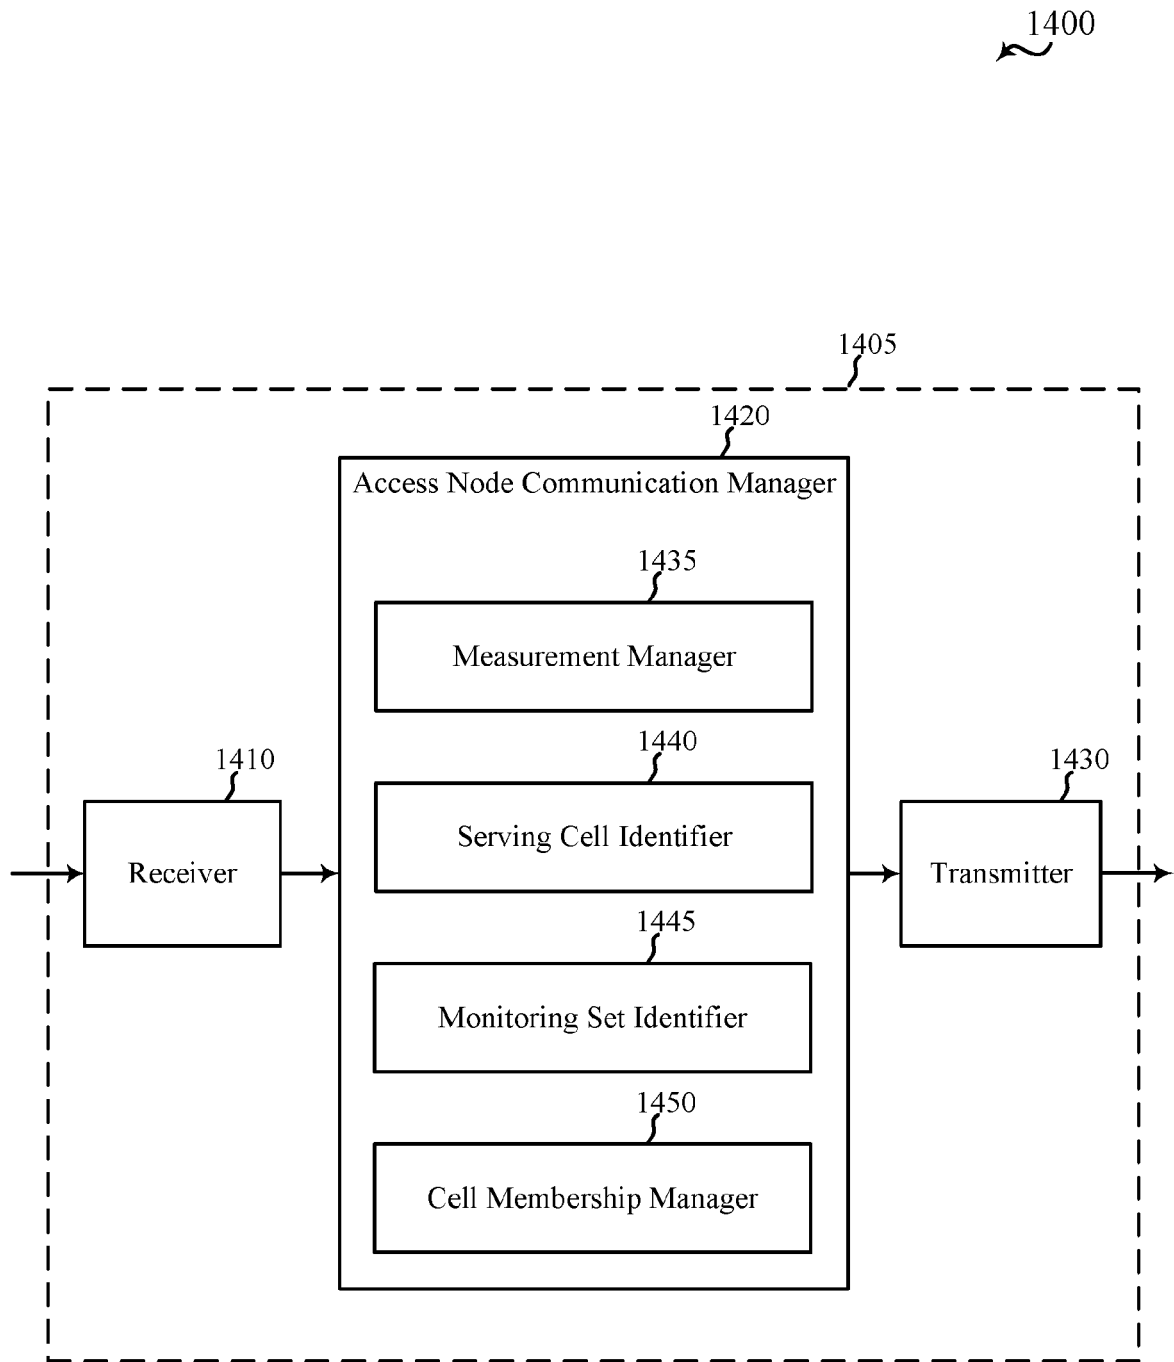 1400
1405
1420
Access Node Communication Manager
1435
Measurement Manager
1440
Serving Cell Identifier
1410
Receiver
1430
Transmitter
1445
Monitoring Set Identifier
1450
Cell Membership Manager